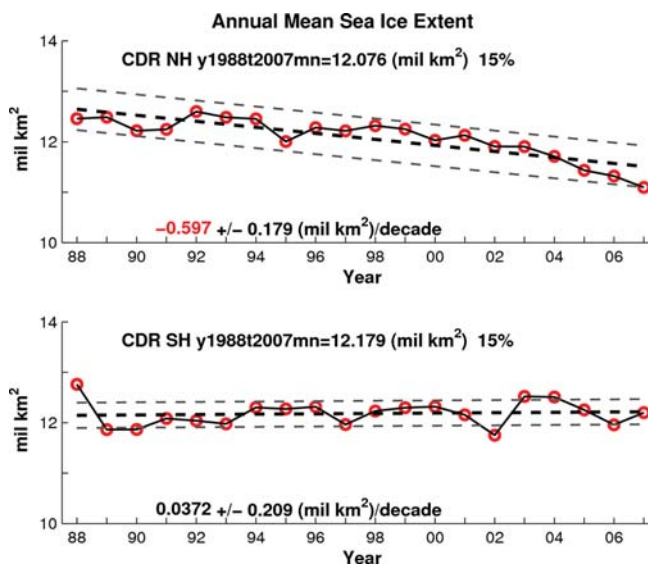 Annual Mean Sea Ice Extent
14
CDR NH y1988t2007mn=12.076 (mil km²) 15%
12
mil km²
−0.597 +/− 0.179 (mil km²)/decade
10
88 90 92 94 96 98 00 02 04 06
Year
14
CDR SH y1988t2007mn=12.179 (mil km²) 15%
12
mil km²
0.0372 +/− 0.209 (mil km²)/decade
10
88 90 92 94 96 98 00 02 04 06
Year